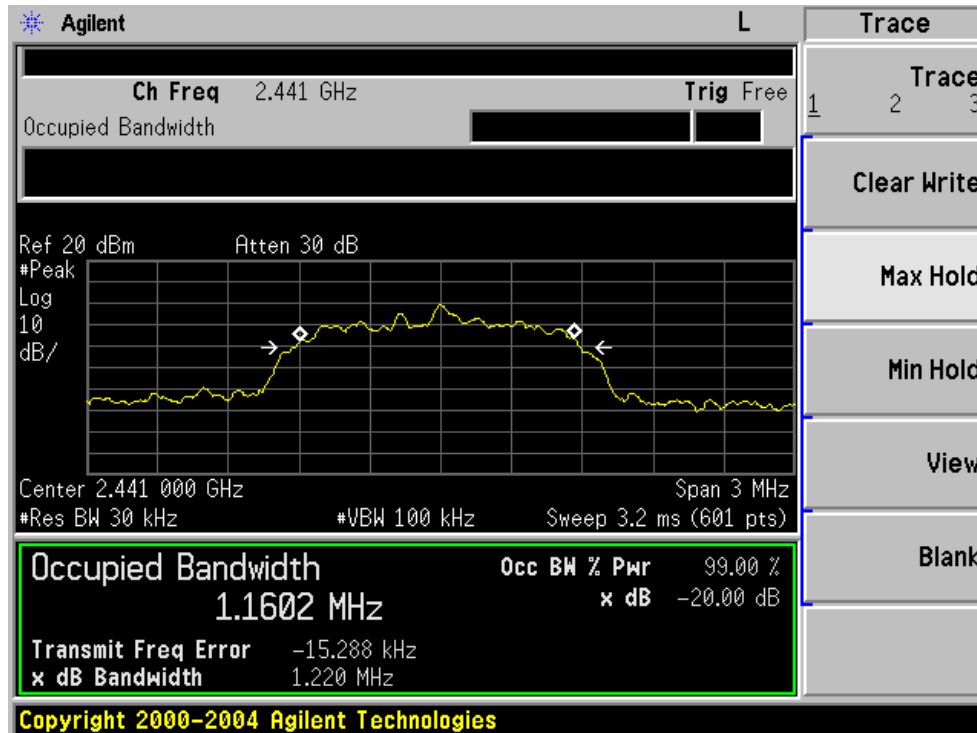 Agilent L Trace
Ch Freq 2.441 GHz Trig Free
Occupied Bandwidth
Trace
1 2 3
Clear Write
Max Hold
Min Hold
View
Blank
Ref 20 dBm Atten 30 dB
#Peak
Log
10
dB/
Center 2.441 000 GHz Span 3 MHz
#Res BW 30 kHz #VBW 100 kHz Sweep 3.2 ms (601 pts)
Occupied Bandwidth Occ BW % Pwr 99.00 %
1.1602 MHz x dB -20.00 dB
Transmit Freq Error -15.288 kHz
x dB Bandwidth 1.220 MHz
Copyright 2000-2004 Agilent Technologies